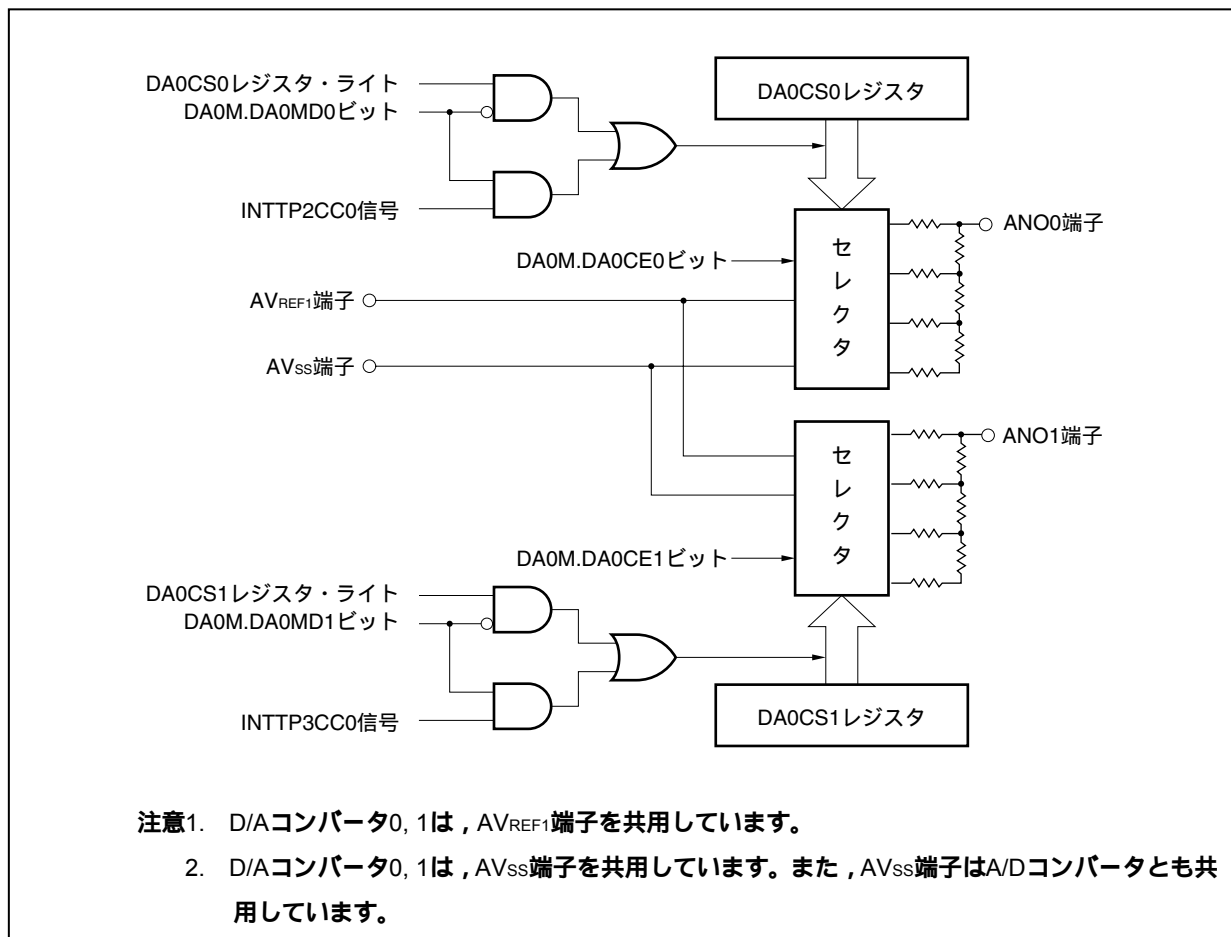 DA0CS0レジスタ・ライト
DA0M.DA0MD0ビット
INTTP2CC0信号
DA0CS0レジスタ
DA0M.DA0CE0ビット
セレクタ
ANO0端子
AVREF1端子
AVSS端子
セレクタ
ANO1端子
DA0M.DA0CE1ビット
DA0CS1レジスタ・ライト
DA0M.DA0MD1ビット
INTTP3CC0信号
DA0CS1レジスタ
注意1. D/Aコンバータ0, 1は，AVREF1端子を共用しています。
2. D/Aコンバータ0, 1は，AVSS端子を共用しています。また，AVSS端子はA/Dコンバータとも共
用しています。